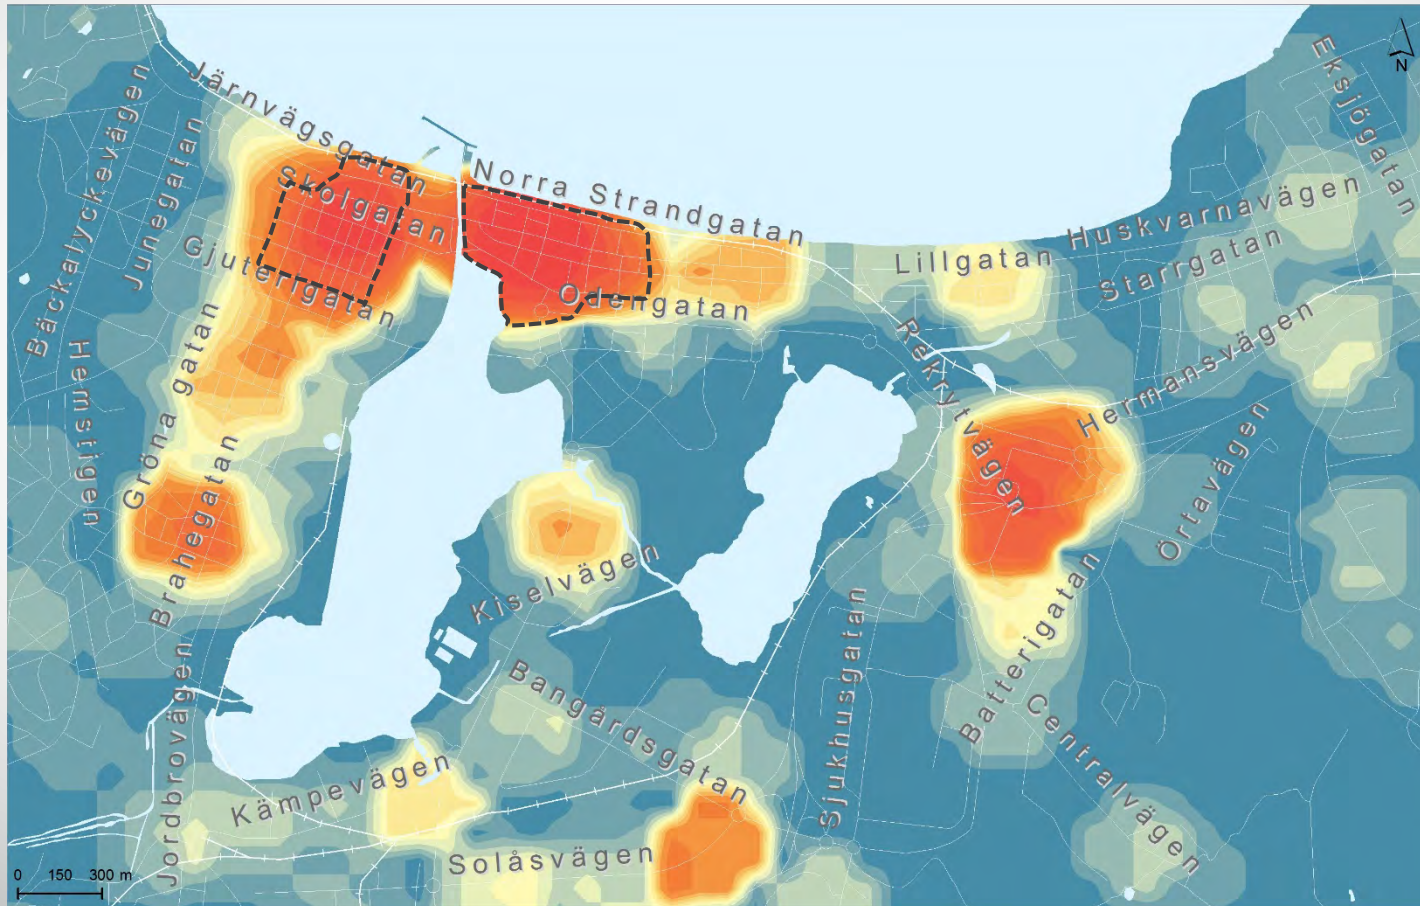 Eksjögatan
N
Järnvägsgatan
Bäckalyckevägen
Junegatan
Skolgatan
Norra Strandgatan
Huskvarnavägen
Gjuterigatan
Lillgatan
Starrgatan
Odengatan
Gröna gatan
Hemstigen
Rekrytvägen
Hermansvägen
Brahegatan
Örtavägen
Kiselvägen
Batterigatan
Sjukhusgatan
Bangårdsgatan
Centralvägen
Jordbrovägen
Kämpevägen
Solåsvägen
0 150 300 m